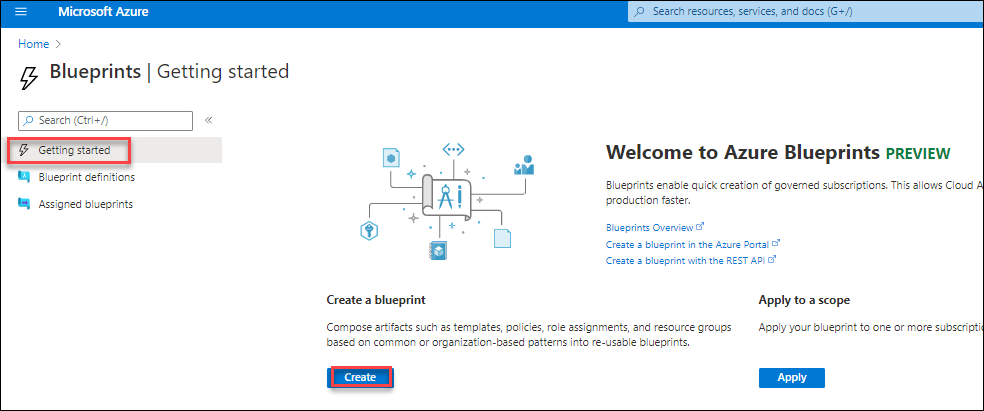 Microsoft Azure
Search resources, services, and docs (G+/)
Home
Blueprints | Getting started
Search (Ctrl+/)
Getting started
Blueprint definitions
Assigned blueprints
Welcome to Azure Blueprints PREVIEW
Blueprints enable quick creation of governed subscriptions. This allows Cloud A
production faster.
Blueprints Overview
Create a blueprint in the Azure Portal
Create a blueprint with the REST API
Create a blueprint
Compose artifacts such as templates, policies, role assignments, and resource groups
based on common or organization-based patterns into re-usable blueprints.
Create
Apply to a scope
Apply your blueprint to one or more subscripti
Apply